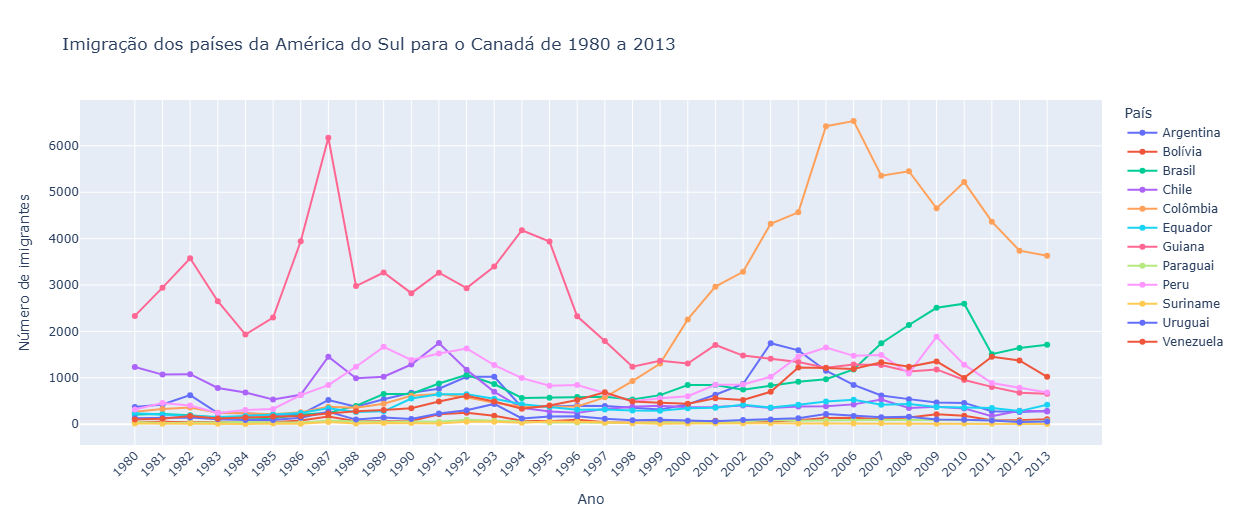 Imigração dos países da América do Sul para o Canadá de 1980 a 2013
País
Argentina
Bolívia
Brasil
Chile
Colômbia
Equador
Guiana
Paraguai
Peru
Suriname
Uruguai
Venezuela
Número de imigrantes
6000
5000
4000
3000
2000
1000
0
1980 1981 1982 1983 1984 1985 1986 1987 1988 1989 1990 1991 1992 1993 1994 1995 1996 1997 1998 1999 2000 2001 2002 2003 2004 2005 2006 2007 2008 2009 2010 2011 2012 2013
Ano